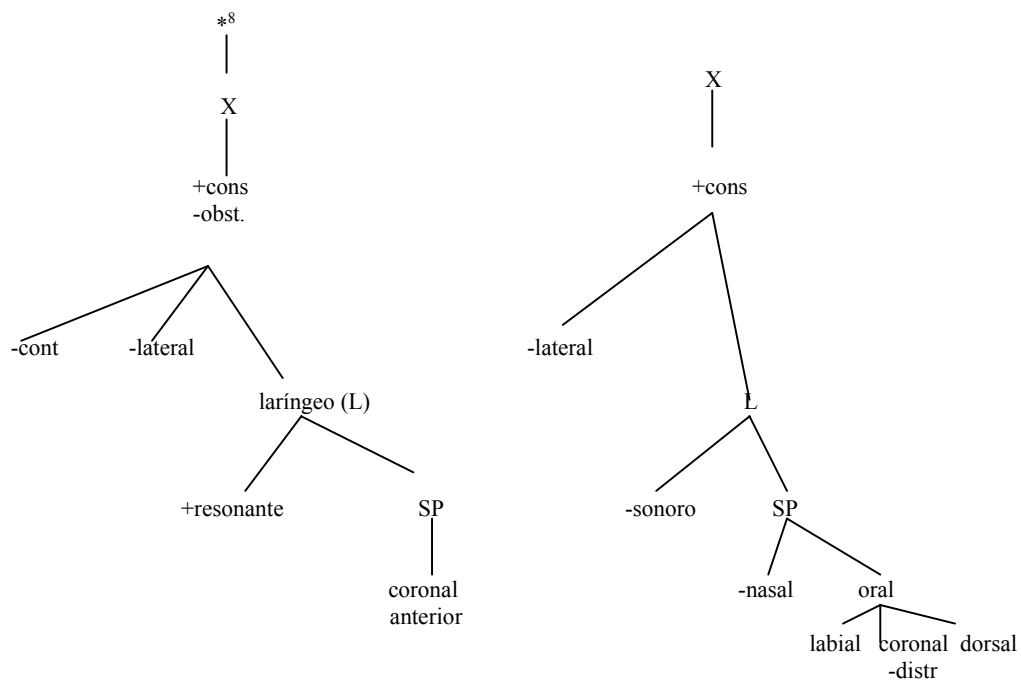 *8
X
+cons
-obst.
-cont
-lateral
laríngeo (L)
+resonante
SP
coronal
anterior
X
+cons
-lateral
L
-sonoro
SP
-nasal
oral
labial coronal dorsal
-distr